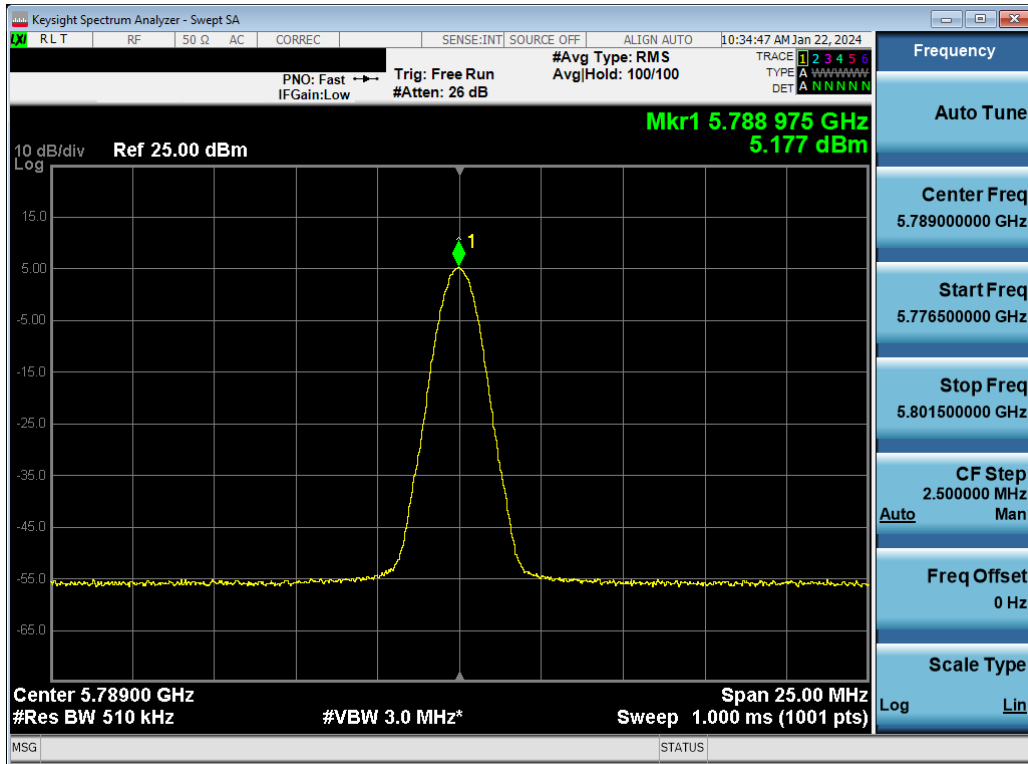 Keysight Spectrum Analyzer - Swept SA
LXI RLT RF 50 Ω AC CORREC SENSE:INT SOURCE OFF ALIGN AUTO 10:34:47 AM Jan 22, 2024
#Avg Type: RMS
TRACE 1 2 3 4 5 6
PNO: Fast Trig: Free Run Avg|Hold: 100/100
TYPE A WWWWW
IFGain:Low #Atten: 26 dB
DET A N N N N N
Mkr1 5.788 975 GHz
5.177 dBm
10 dB/div Ref 25.00 dBm
Log
1
15.0
5.00
-5.00
-15.0
-25.0
-35.0
-45.0
-55.0
-65.0
Center 5.78900 GHz Span 25.00 MHz
#Res BW 510 kHz #VBW 3.0 MHz* Sweep 1.000 ms (1001 pts)
MSG STATUS
Frequency
Auto Tune
Center Freq
5.789000000 GHz
Start Freq
5.776500000 GHz
Stop Freq
5.801500000 GHz
CF Step
2.500000 MHz
Auto Man
Freq Offset
0 Hz
Scale Type
Log Lin